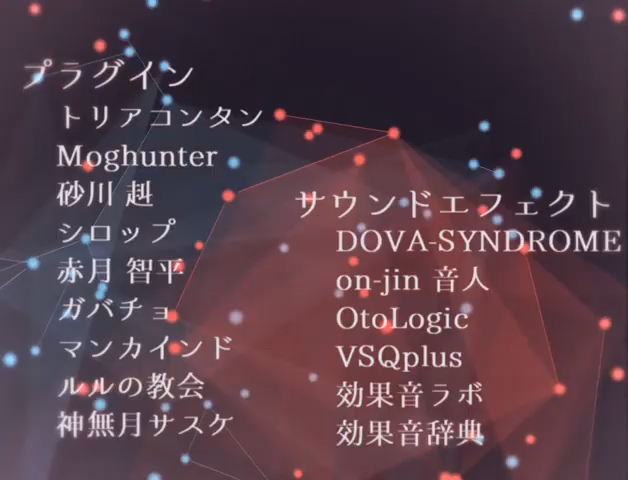 プラグイン
トリアコンタン
Moghunter
砂川 赳
シロップ
赤月 智平
ガバチョ
マンカインド
ルルの教会
神無月サスケ
サウンドエフェクト
DOVA-SYNDROME
on-jin 音人
OtoLogic
VSQplus
効果音ラボ
効果音辞典